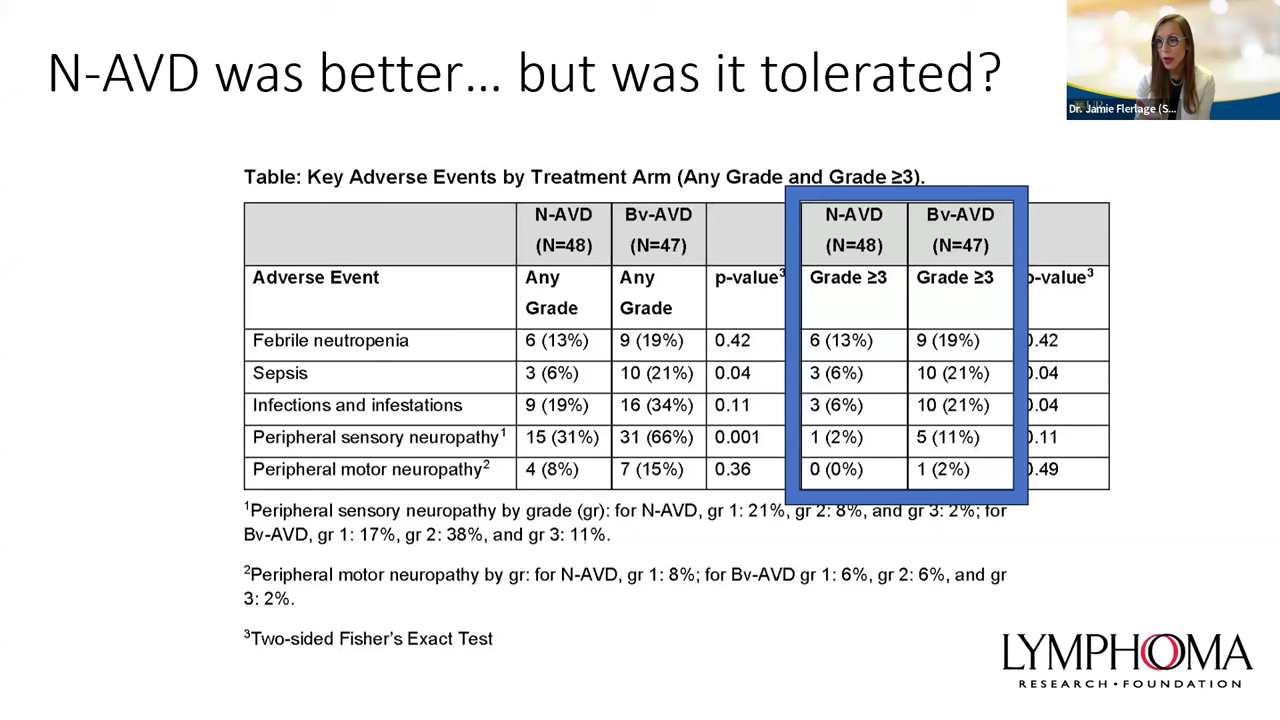 N-AVD was better... but was it tolerated?
Dr. Jamie Flerlage (S...
Table: Key Adverse Events by Treatment Arm (Any Grade and Grade ≥3).
N-AVD (N=48) Bv-AVD (N=47) N-AVD (N=48) Bv-AVD (N=47)
Adverse Event Any Grade Any Grade p-value³ Grade ≥3 Grade ≥3 p-value³
Febrile neutropenia 6 (13%) 9 (19%) 0.42 6 (13%) 9 (19%) 0.42
Sepsis 3 (6%) 10 (21%) 0.04 3 (6%) 10 (21%) 0.04
Infections and infestations 9 (19%) 16 (34%) 0.11 3 (6%) 10 (21%) 0.04
Peripheral sensory neuropathy¹ 15 (31%) 31 (66%) 0.001 1 (2%) 5 (11%) 0.11
Peripheral motor neuropathy² 4 (8%) 7 (15%) 0.36 0 (0%) 1 (2%) 0.49
¹Peripheral sensory neuropathy by grade (gr): for N-AVD, gr 1: 21%, gr 2: 8%, and gr 3: 2%; for
Bv-AVD, gr 1: 17%, gr 2: 38%, and gr 3: 11%.
²Peripheral motor neuropathy by gr: for N-AVD, gr 1: 8%; for Bv-AVD gr 1: 6%, gr 2: 6%, and gr
3: 2%.
³Two-sided Fisher's Exact Test
LYMPHOMA
RESEARCH • FOUNDATION